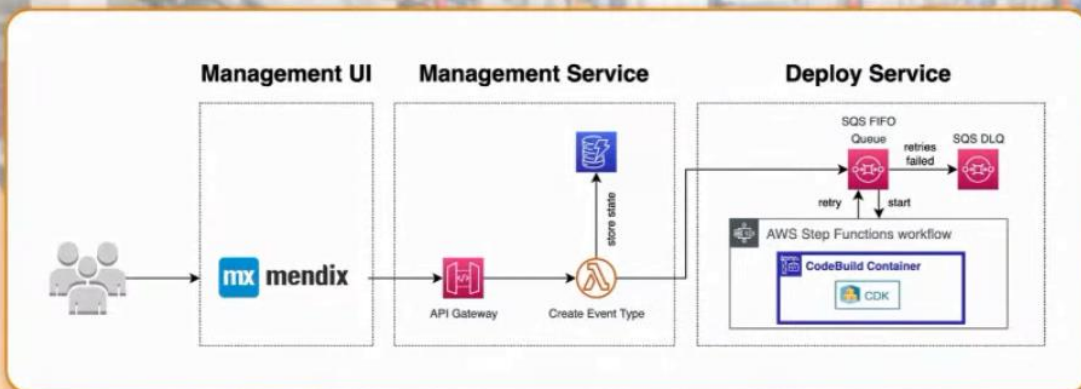 Management UI
Management Service
Deploy Service
mx mendix
API Gateway
store state
Create Event Type
SQS FIFO
Queue
SQS DLQ
retries
failed
retry
start
AWS Step Functions workflow
CodeBuild Container
CDK